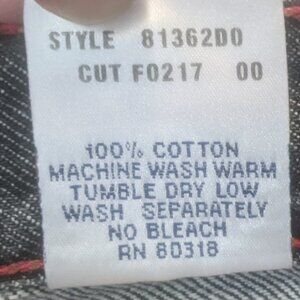 STYLE 81362D0
CUT F0217 00
100% COTTON
MACHINE WASH WARM
TUMBLE DRY LOW
WASH SEPARATELY
NO BLEACH
RN 80318